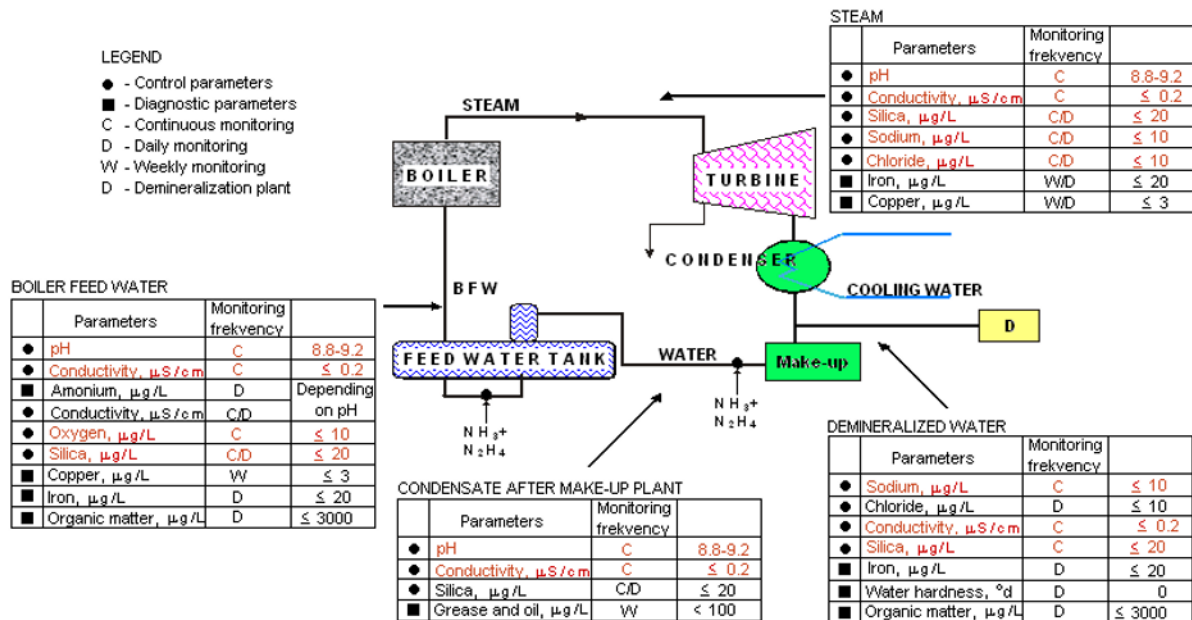 LEGEND
● - Control parameters
■ - Diagnostic parameters
C - Continuous monitoring
D - Daily monitoring
W - Weekly monitoring
D - Demineralization plant
STEAM
Parameters Monitoring frekvency
● pH C 8.8-9.2
● Conductivity, µS/cm C ≤ 0.2
● Silica, µg/L C/D ≤ 20
● Sodium, µg/L C/D ≤ 10
● Chloride, µg/L C/D ≤ 10
■ Iron, µg/L W/D ≤ 20
■ Copper, µg/L W/D ≤ 3
STEAM
BOILER
TURBINE
CONDENSER
COOLING WATER
D
Make-up
WATER
NH₃+
N₂H₄
BFW
FEED WATER TANK
NH₃+
N₂H₄
BOILER FEED WATER
Parameters Monitoring frekvency
● pH C 8.8-9.2
● Conductivity, µS/cm C ≤ 0.2
■ Amonium, µg/L D Depending
● Conductivity, µS/cm C/D on pH
● Oxygen, µg/L C ≤ 10
● Silica, µg/L C/D ≤ 20
■ Copper, µg/L W ≤ 3
■ Iron, µg/L D ≤ 20
■ Organic matter, µg/L D ≤ 3000
CONDENSATE AFTER MAKE-UP PLANT
Parameters Monitoring frekvency
● pH C 8.8-9.2
● Conductivity, µS/cm C ≤ 0.2
● Silica, µg/L C/D ≤ 20
■ Grease and oil, µg/L W < 100
DEMINERALIZED WATER
Parameters Monitoring frekvency
● Sodium, µg/L C ≤ 10
● Chloride, µg/L D ≤ 10
● Conductivity, µS/cm C ≤ 0.2
● Silica, µg/L C ≤ 20
■ Iron, µg/L D ≤ 20
■ Water hardness, °d D 0
■ Organic matter, µg/L D ≤ 3000